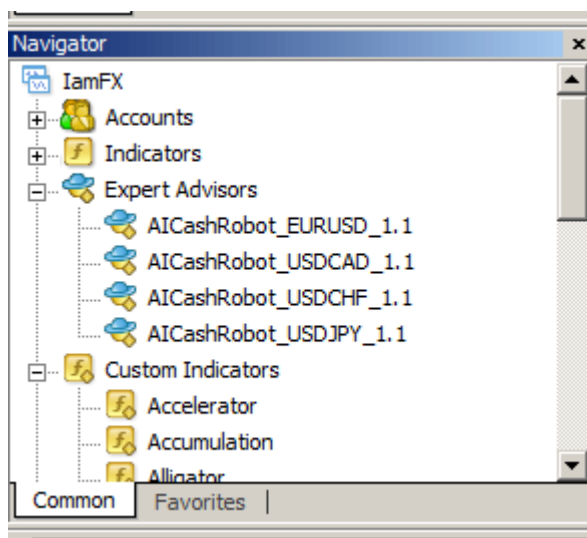 Navigator
IamFX
Accounts
Indicators
Expert Advisors
AICashRobot_EURUSD_1.1
AICashRobot_USDCAD_1.1
AICashRobot_USDCHF_1.1
AICashRobot_USDJPY_1.1
Custom Indicators
Accelerator
Accumulation
Alligator
Common Favorites